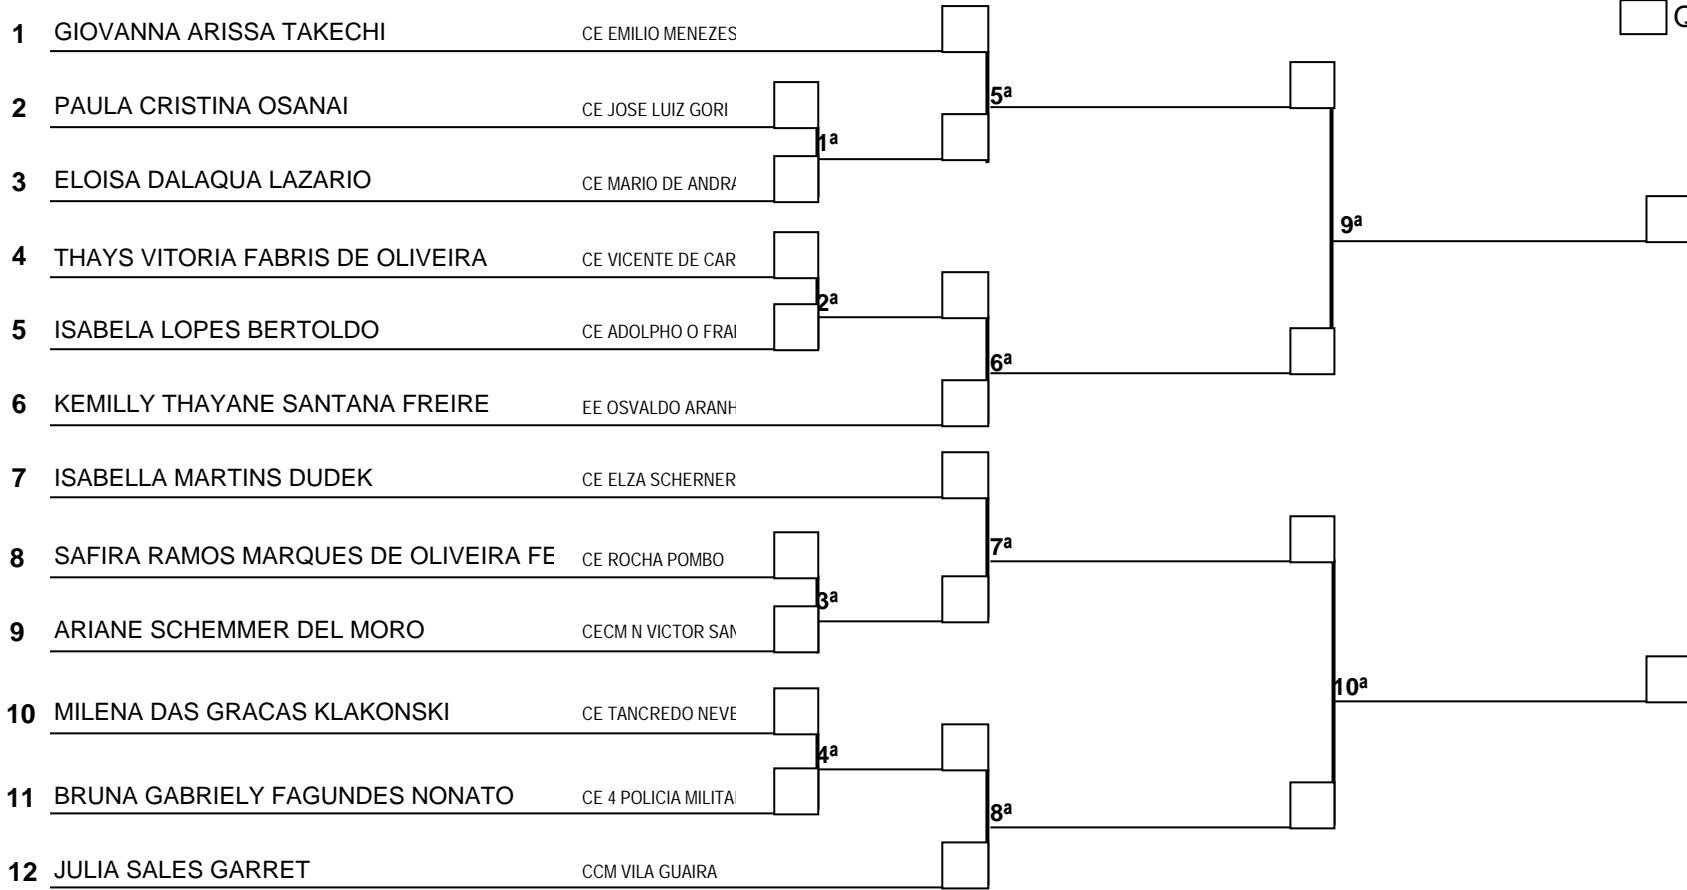 1 GIOVANNA ARISSA TAKECHI CE EMILIO MENEZES
2 PAULA CRISTINA OSANAI CE JOSE LUIZ GORI
3 ELOISA DALAQUA LAZARIO CE MARIO DE ANDRA
4 THAYS VITORIA FABRIS DE OLIVEIRA CE VICENTE DE CAR
5 ISABELA LOPES BERTOLDO CE ADOLPHO O FRA
6 KEMILLY THAYANE SANTANA FREIRE EE OSVALDO ARANH
7 ISABELLA MARTINS DUDEK CE ELZA SCHERNER
8 SAFIRA RAMOS MARQUES DE OLIVEIRA FE CE ROCHA POMBO
9 ARIANE SCHEMMER DEL MORO CECM N VICTOR SAN
10 MILENA DAS GRACAS KLAKONSKI CE TANCREDO NEVE
11 BRUNA GABRIELY FAGUNDES NONATO CE 4 POLICIA MILITA
12 JULIA SALES GARRET CCM VILA GUAIRA
1ª
2ª
3ª
4ª
5ª
6ª
7ª
8ª
9ª
10ª